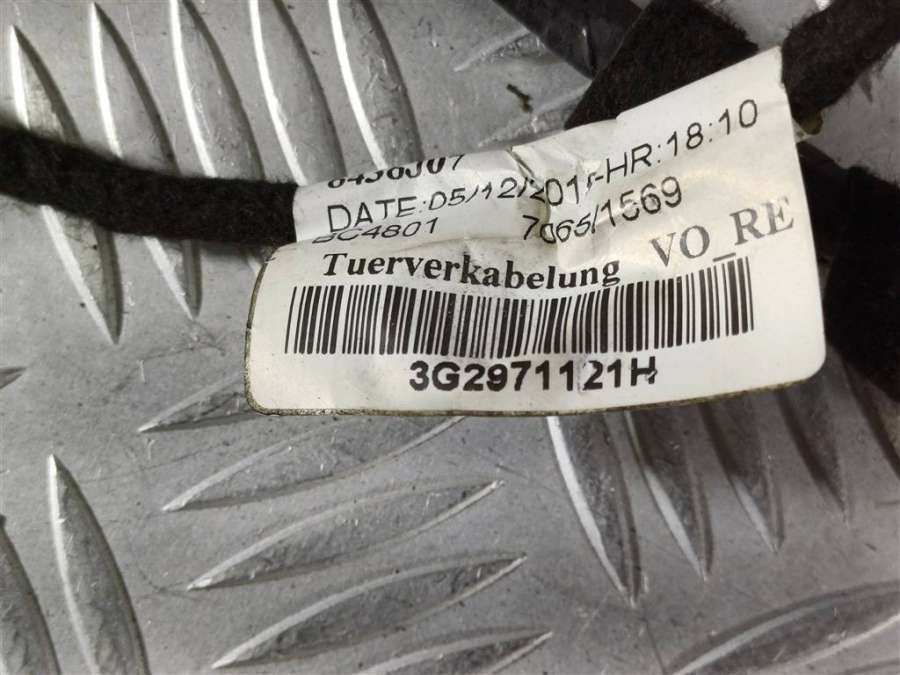 DATE:05/12/201 -HR:18:10
BC4801 7065/1569
Tuerverkabelung VO_RE
3G2971121H